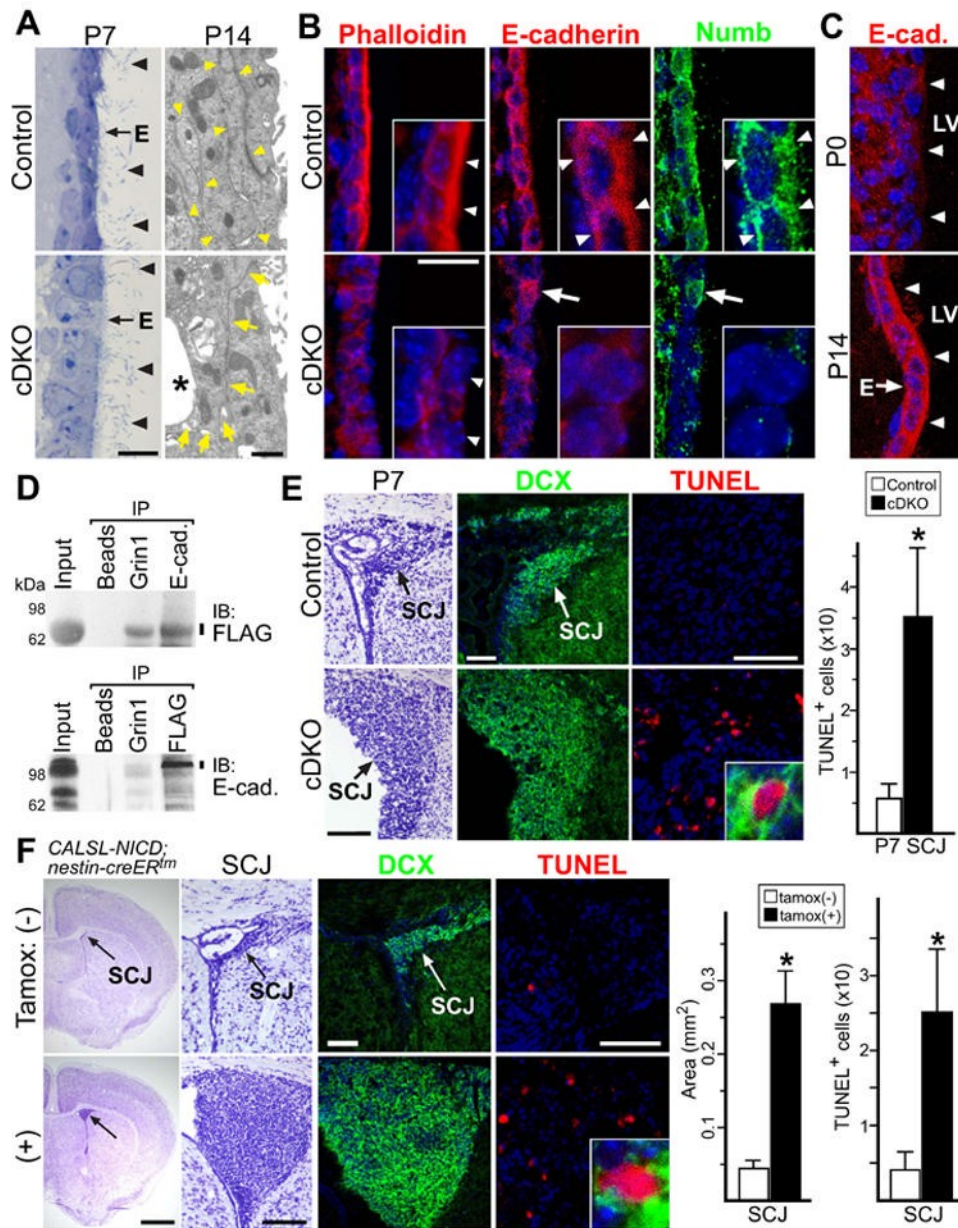 A
P7
P14
Control
E
cDKO
E
*
B
Phalloidin
E-cadherin
Numb
Control
cDKO
C
E-cad.
P0
LV
P14
LV
E
D
IP
Input
Beads
Grin1
E-cad.
kDa
98
62
IB:
FLAG
IP
Input
Beads
Grin1
FLAG
98
62
IB:
E-cad.
E
P7
DCX
TUNEL
Control
SCJ
SCJ
cDKO
SCJ
Control
cDKO
TUNEL+ cells (x10)
4
3
2
1
*
P7 SCJ
F
CALSL-NICD;
nestin-creERtm
SCJ
DCX
TUNEL
Tamox: (-)
SCJ
SCJ
SCJ
(+)
tamox(-)
tamox(+)
Area (mm2)
0.3
0.2
0.1
*
SCJ
TUNEL+ cells (x10)
3
2
1
*
SCJ